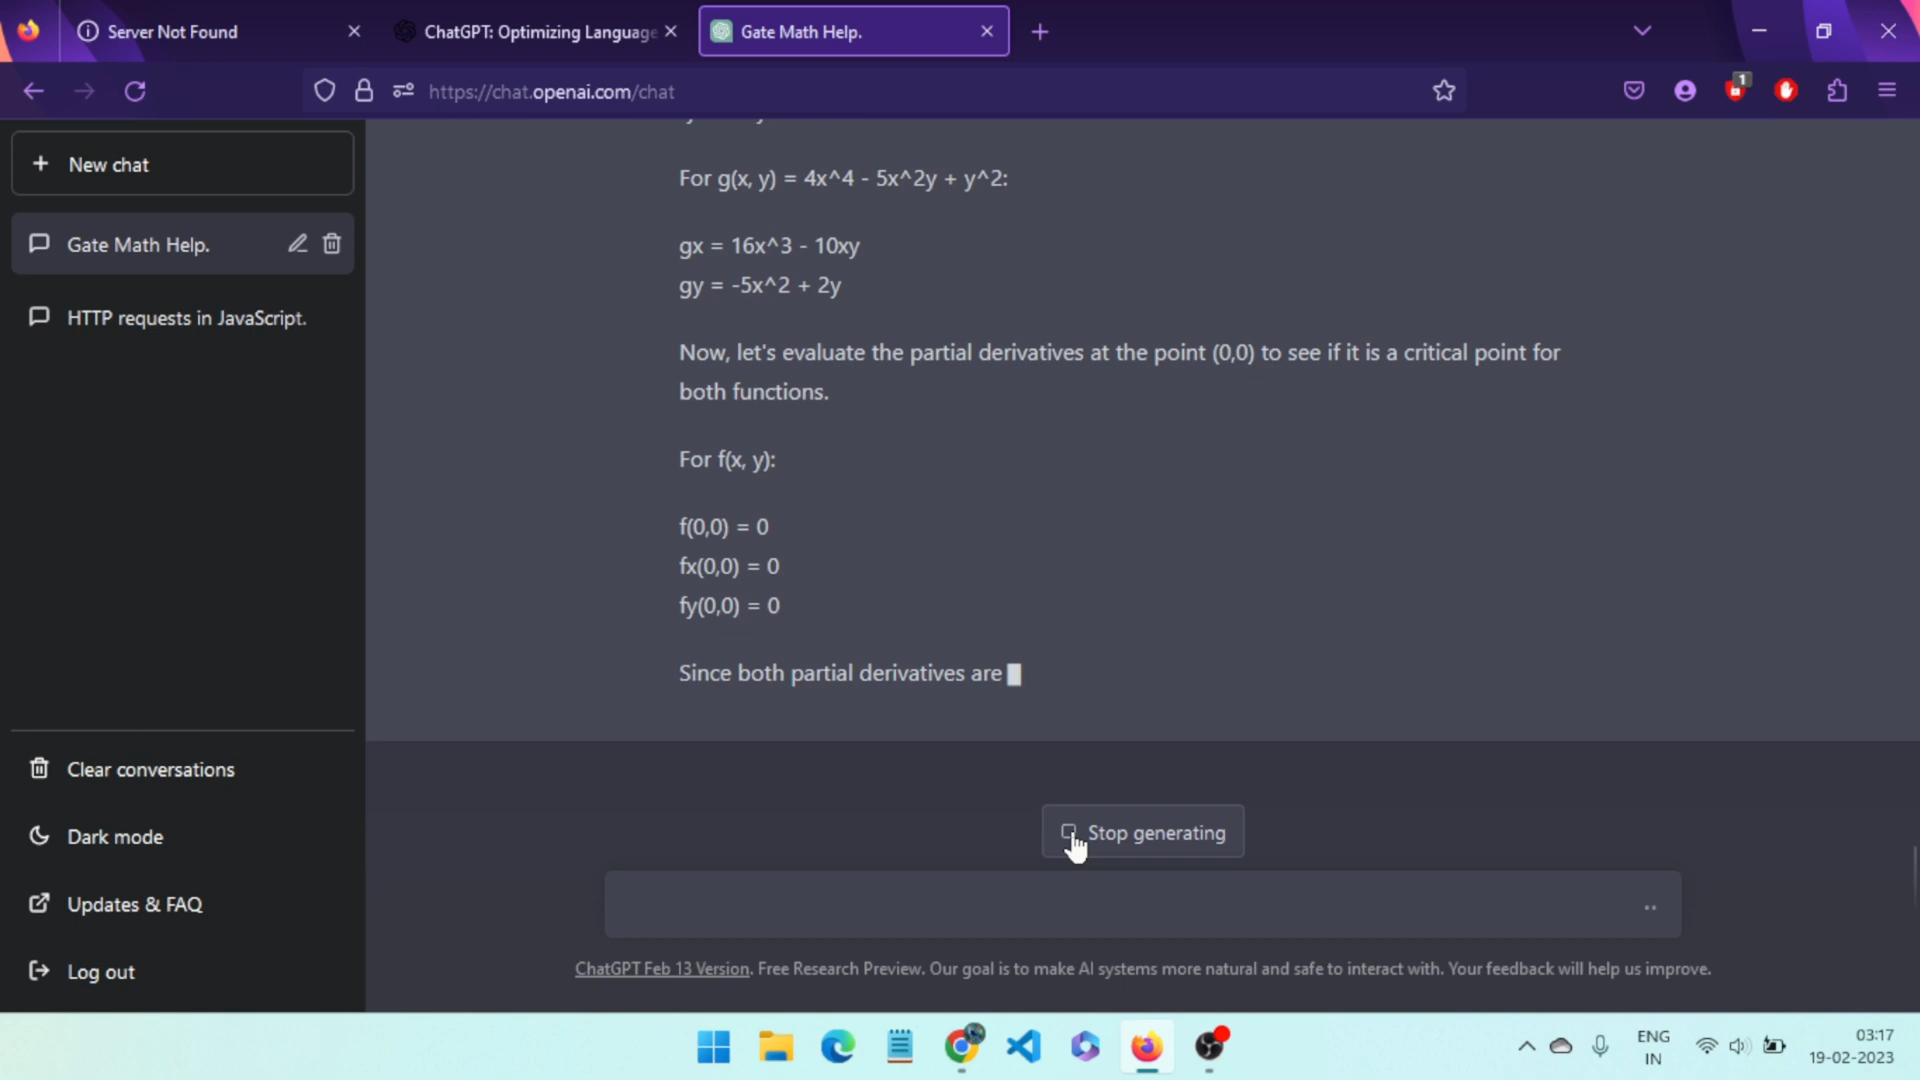 Server Not Found
ChatGPT: Optimizing Language
Gate Math Help.
https://chat.openai.com/chat
1
New chat
Gate Math Help.
HTTP requests in JavaScript.
For g(x, y) = 4x^4 - 5x^2y + y^2:
gx = 16x^3 - 10xy
gy = -5x^2 + 2y
Now, let's evaluate the partial derivatives at the point (0,0) to see if it is a critical point for
both functions.
For f(x, y):
f(0,0) = 0
fx(0,0) = 0
fy(0,0) = 0
Since both partial derivatives are
Clear conversations
Dark mode
Updates & FAQ
Log out
Stop generating
ChatGPT Feb 13 Version. Free Research Preview. Our goal is to make AI systems more natural and safe to interact with. Your feedback will help us improve.
ENG
IN
03:17
19-02-2023